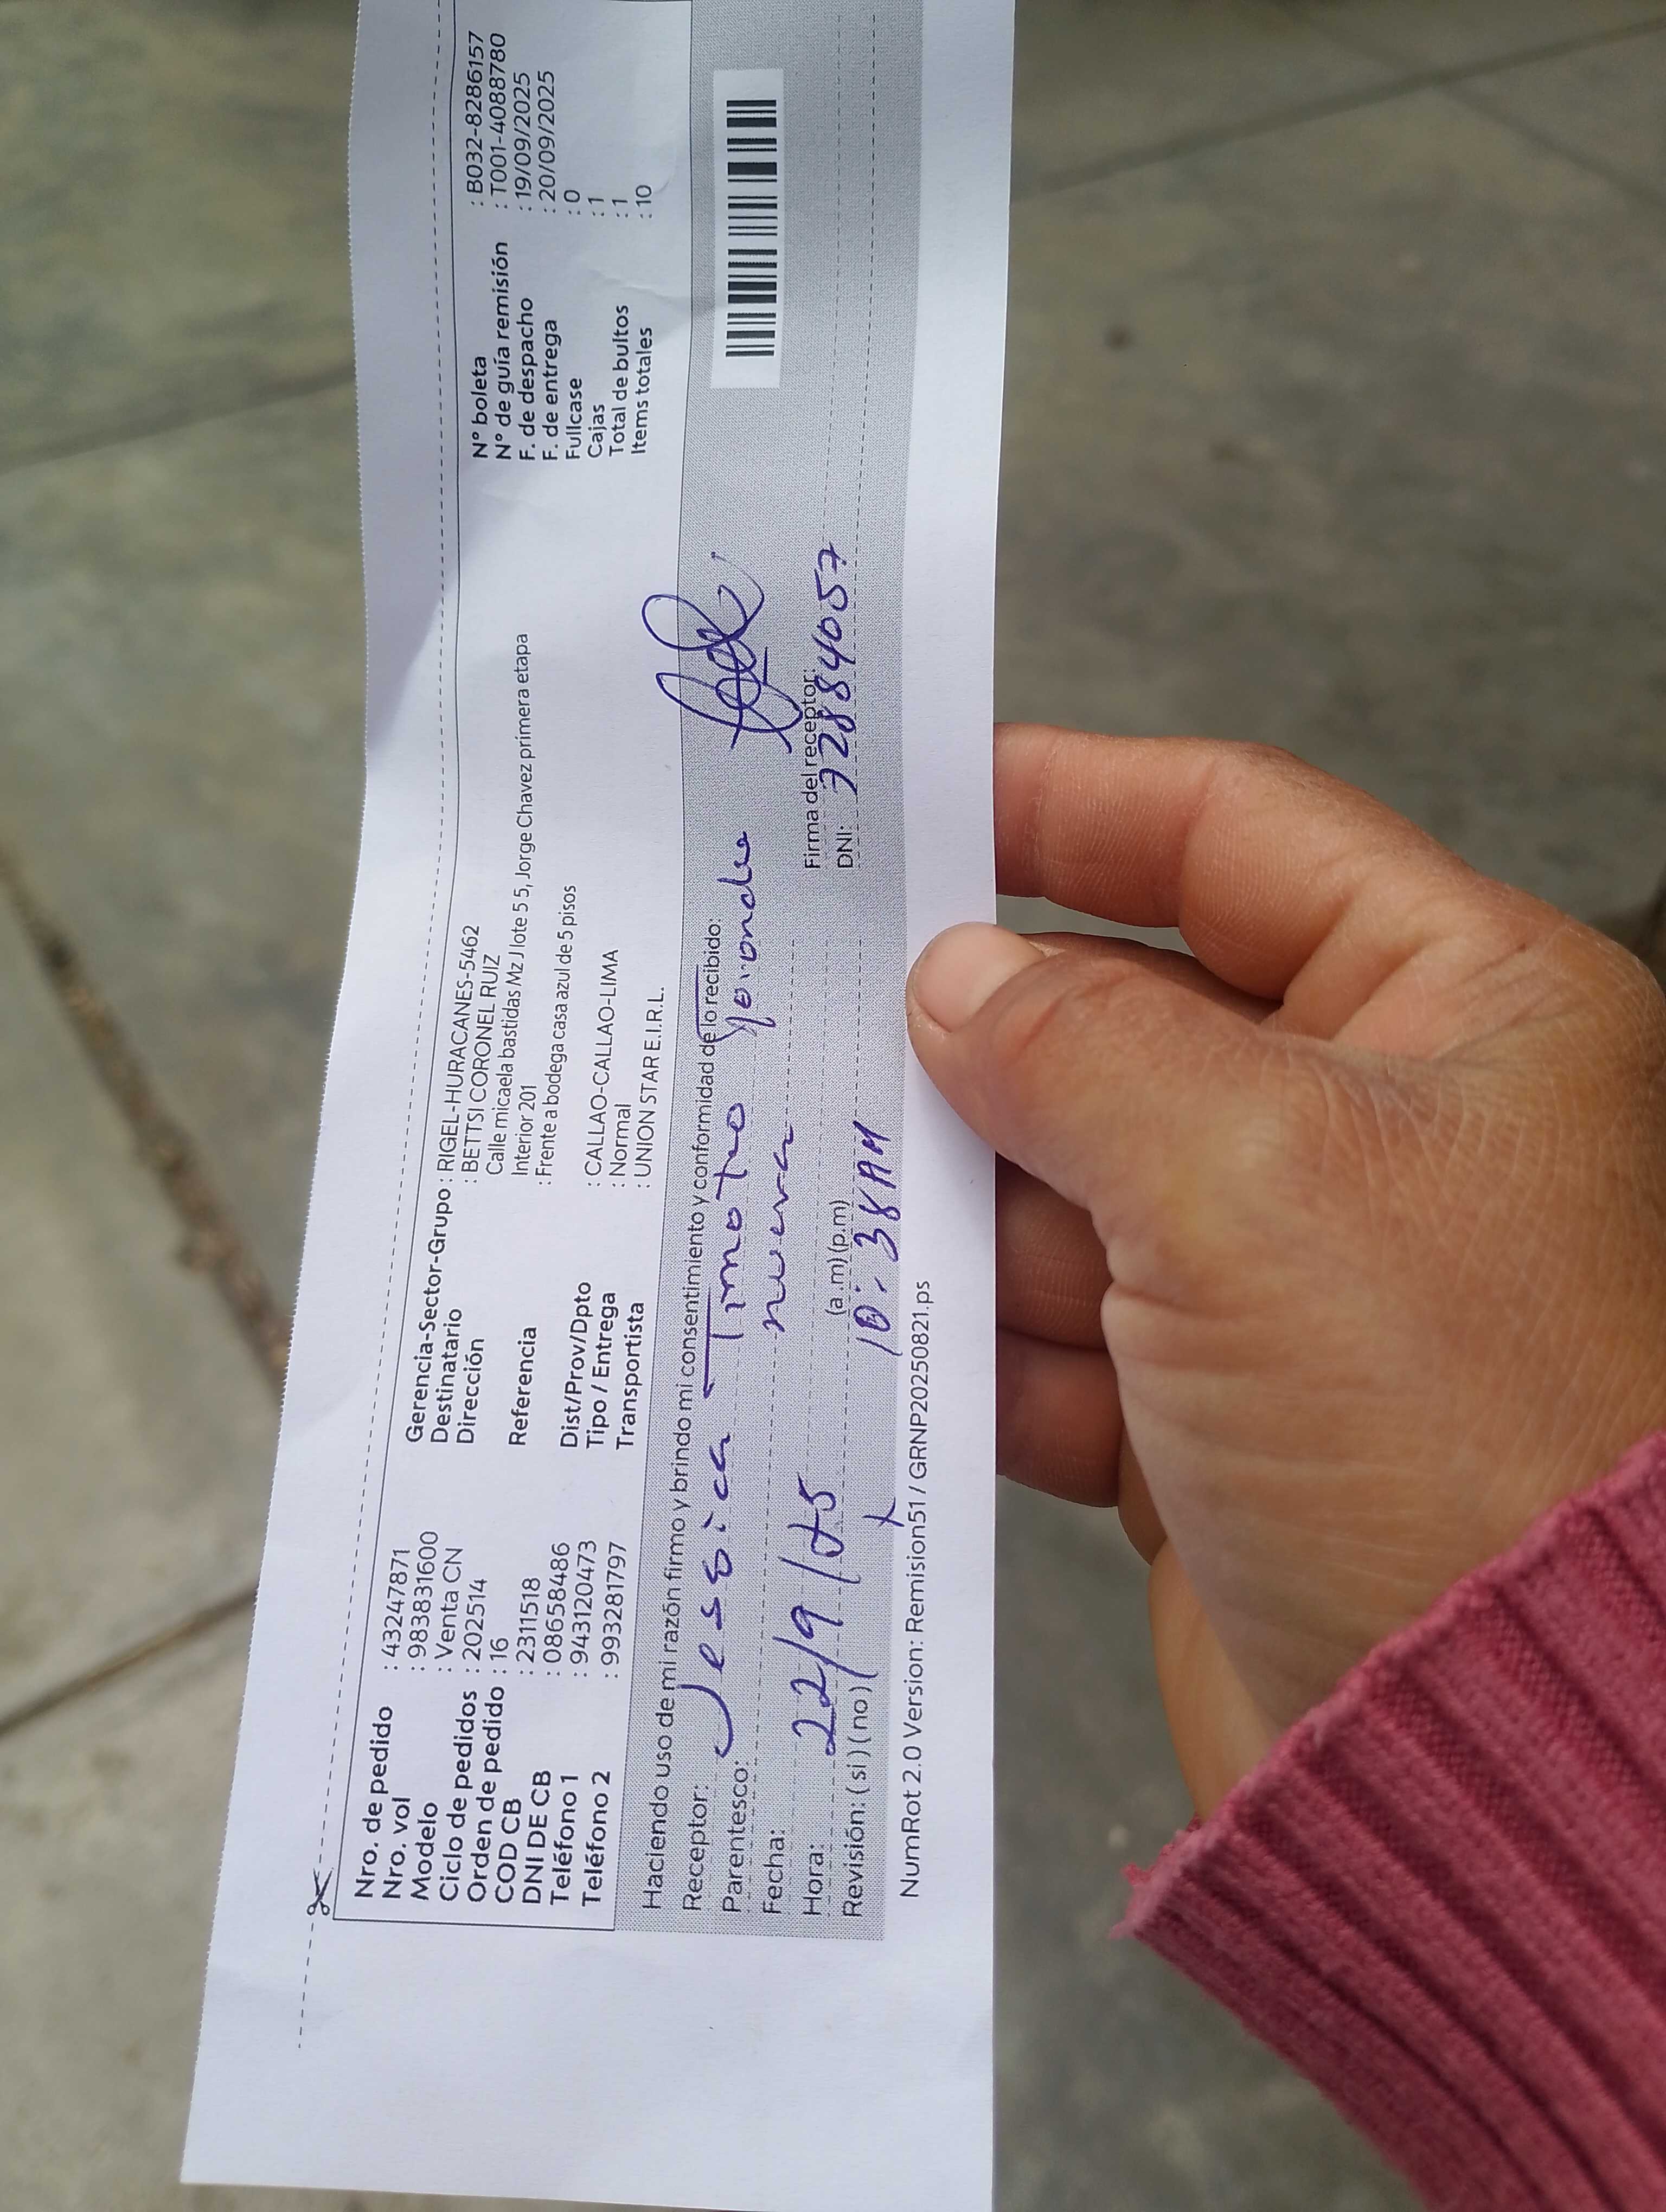 Nro. de pedido : 43247871
Nro. vol : 983831600
Modelo : Venta CN
Ciclo de pedidos : 202514
Orden de pedido : 16
COD CB : 2311518
DNI DE CB : 08658486
Teléfono 1 : 943120473
Teléfono 2 : 993281797
Gerencia-Sector-Grupo : RIGEL-HURACANES-5462
Destinatario : BETTSI CORONEL RUIZ
Dirección Calle micaela bastidas Mz J lote 5 5, Jorge Chavez primera etapa
Interior 201
Referencia : Frente a bodega casa azul de 5 pisos
Dist/Prov/Dpto : CALLAO-CALLAO-LIMA
Tipo / Entrega : Normal
Transportista : UNION STAR E.I.R.L.
N° boleta : B032-8286157
N° de guía remisión : T001-4088780
F. de despacho : 19/09/2025
F. de entrega : 20/09/2025
Fullcase : 0
Cajas : 1
Total de bultos : 1
Items totales : 10
Haciendo uso de mi razón firmo y brindo mi consentimiento y conformidad de lo recibido:
Receptor: Jessica Timoteo
Parentesco: nuera
Fecha: 22/9/25
Hora: (a.m) (p.m) 10:38 AM
Revisión: ( si ) ( no )
Firma del receptor:
DNI: 72884057
NumRot 2.0 Version: Remision51 / GRNP20250821.ps